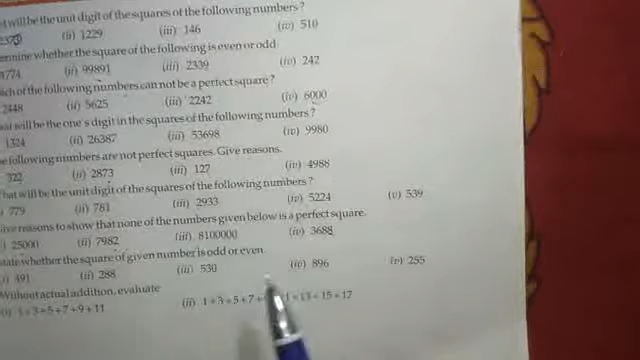 will be the unit digit of the squares of the following numbers?
(ii) 1229 (iii) 146 (iv) 510
whether the square of the following is even or odd
(ii) 99891 (iii) 2339 (iv) 242
of the following numbers can not be a perfect square?
2448 (ii) 5625 (iii) 2242 (iv) 6000
will be the one's digit in the squares of the following numbers?
1324 (ii) 26387 (iii) 53698 (iv) 9980
following numbers are not perfect squares. Give reasons.
322 (ii) 2873 (iii) 127 (iv) 4988
hat will be the unit digit of the squares of the following numbers?
779 (ii) 781 (iii) 2933 (iv) 5224 (v) 539
ive reasons to show that none of the numbers given below is a perfect square.
25000 (ii) 7982 (iii) 8100000 (iv) 3688
tate whether the square of given number is odd or even.
491 (ii) 288 (iii) 530 (iv) 896 (v) 255
Without actual addition, evaluate
(i) 1 + 3 + 5 + 7 + 9 + 11 (ii) 1 + 3 + 5 + 7 + 13 + 15 + 17